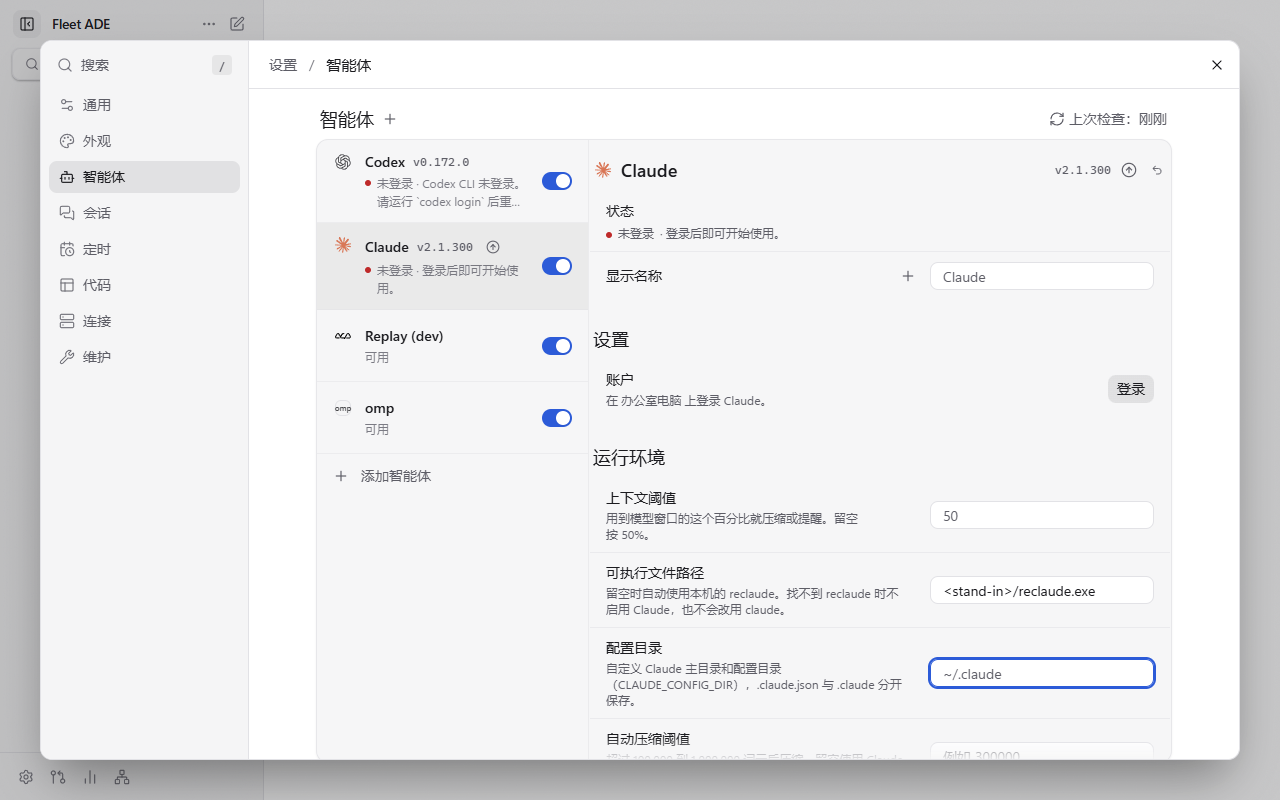 Fleet ADE
搜索
/
通用
外观
智能体
会话
定时
代码
连接
维护
设置 / 智能体
智能体
上次检查：刚刚
Codex v0.172.0
未登录 · Codex CLI 未登录。
请运行 `codex login` 后重...
Claude v2.1.300
未登录 · 登录后即可开始使
用。
Replay (dev)
可用
omp
omp
可用
添加智能体
Claude
v2.1.300
状态
未登录 · 登录后即可开始使用。
显示名称
Claude
设置
账户
在 办公室电脑 上登录 Claude。
登录
运行环境
上下文阈值
用到模型窗口的这个百分比就压缩或提醒。留空
按 50%。
50
可执行文件路径
留空时自动使用本机的 reclaude。找不到 reclaude 时不
启用 Claude，也不会改用 claude。
<stand-in>/reclaude.exe
配置目录
自定义 Claude 主目录和配置目录
（CLAUDE_CONFIG_DIR），.claude.json 与 .claude 分开
保存。
~/.claude
自动压缩阈值
例如 300000